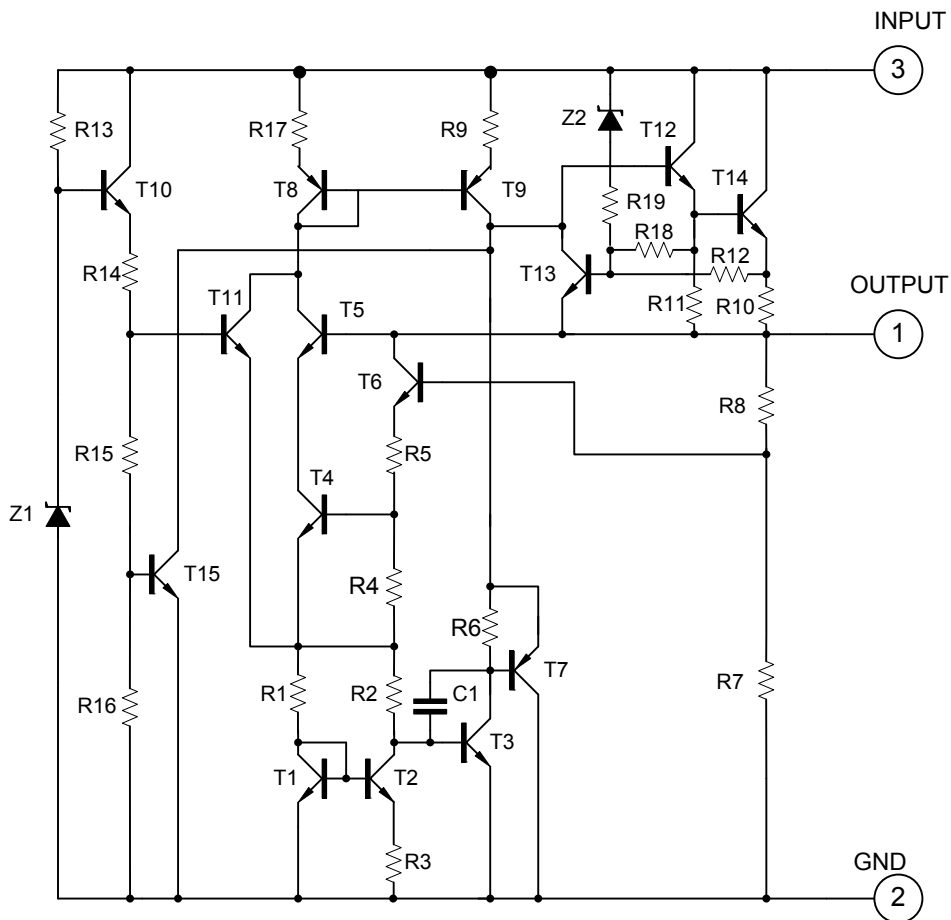 INPUT
3
R13
R17
R9
Z2
T12
T10
T8
T9
T14
R19
R18
R12
R14
T13
T11
T5
R11
R10
OUTPUT
1
T6
R8
R15
R5
T4
Z1
T15
R4
R6
T7
R16
R1
R2
C1
R7
T3
T1
T2
R3
GND
2